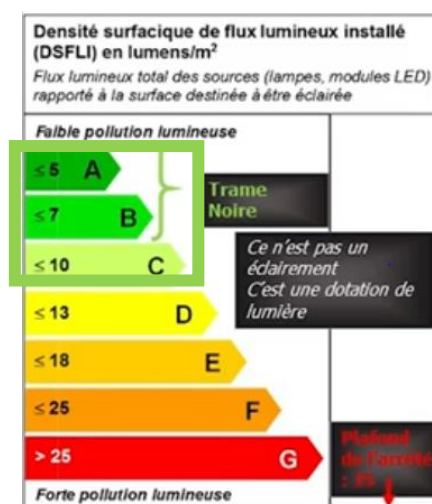 Densité surfacique de flux lumineux installé
(DSFLI) en lumens/m²
Flux lumineux total des sources (lampes, modules LED)
rapporté à la surface destinée à être éclairée
Faible pollution lumineuse
≤ 5 A
≤ 7 B
Trame
Noire
≤ 10 C
Ce n'est pas un
éclairement
C'est une dotation de
lumière
≤ 13 D
≤ 18 E
≤ 25 F
> 25 G
Plafond
de l'arrêté
Forte pollution lumineuse